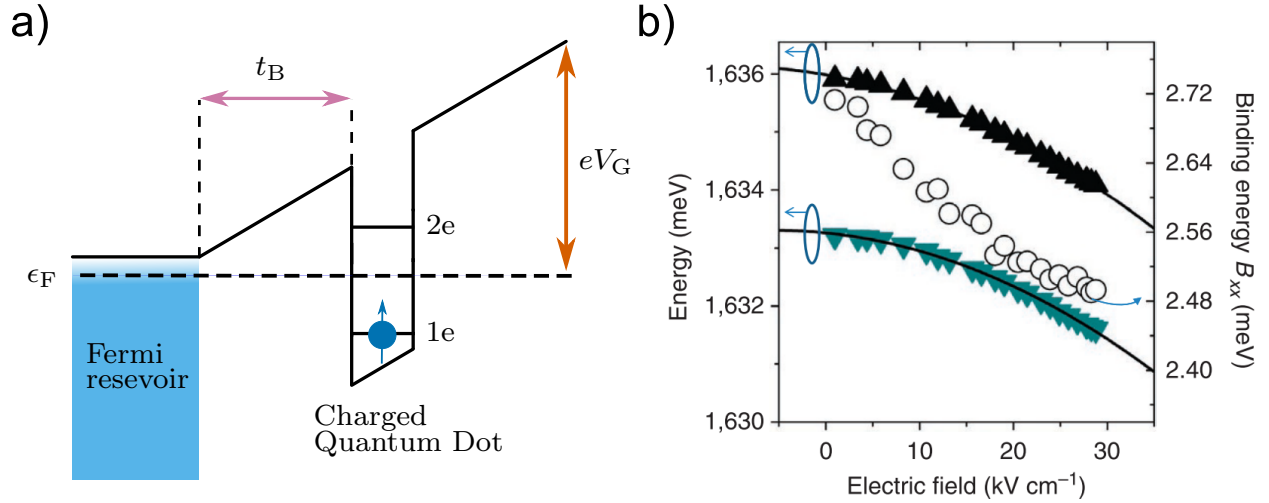 a)
t_B
eV_G
2e
ϵ_F
1e
Fermi
resevoir
Charged
Quantum Dot
b)
1,636
1,634
1,632
1,630
Energy (meV)
0
10
20
30
Electric field (kV cm⁻¹)
2.72
2.64
2.56
2.48
2.40
Binding energy B_xx (meV)